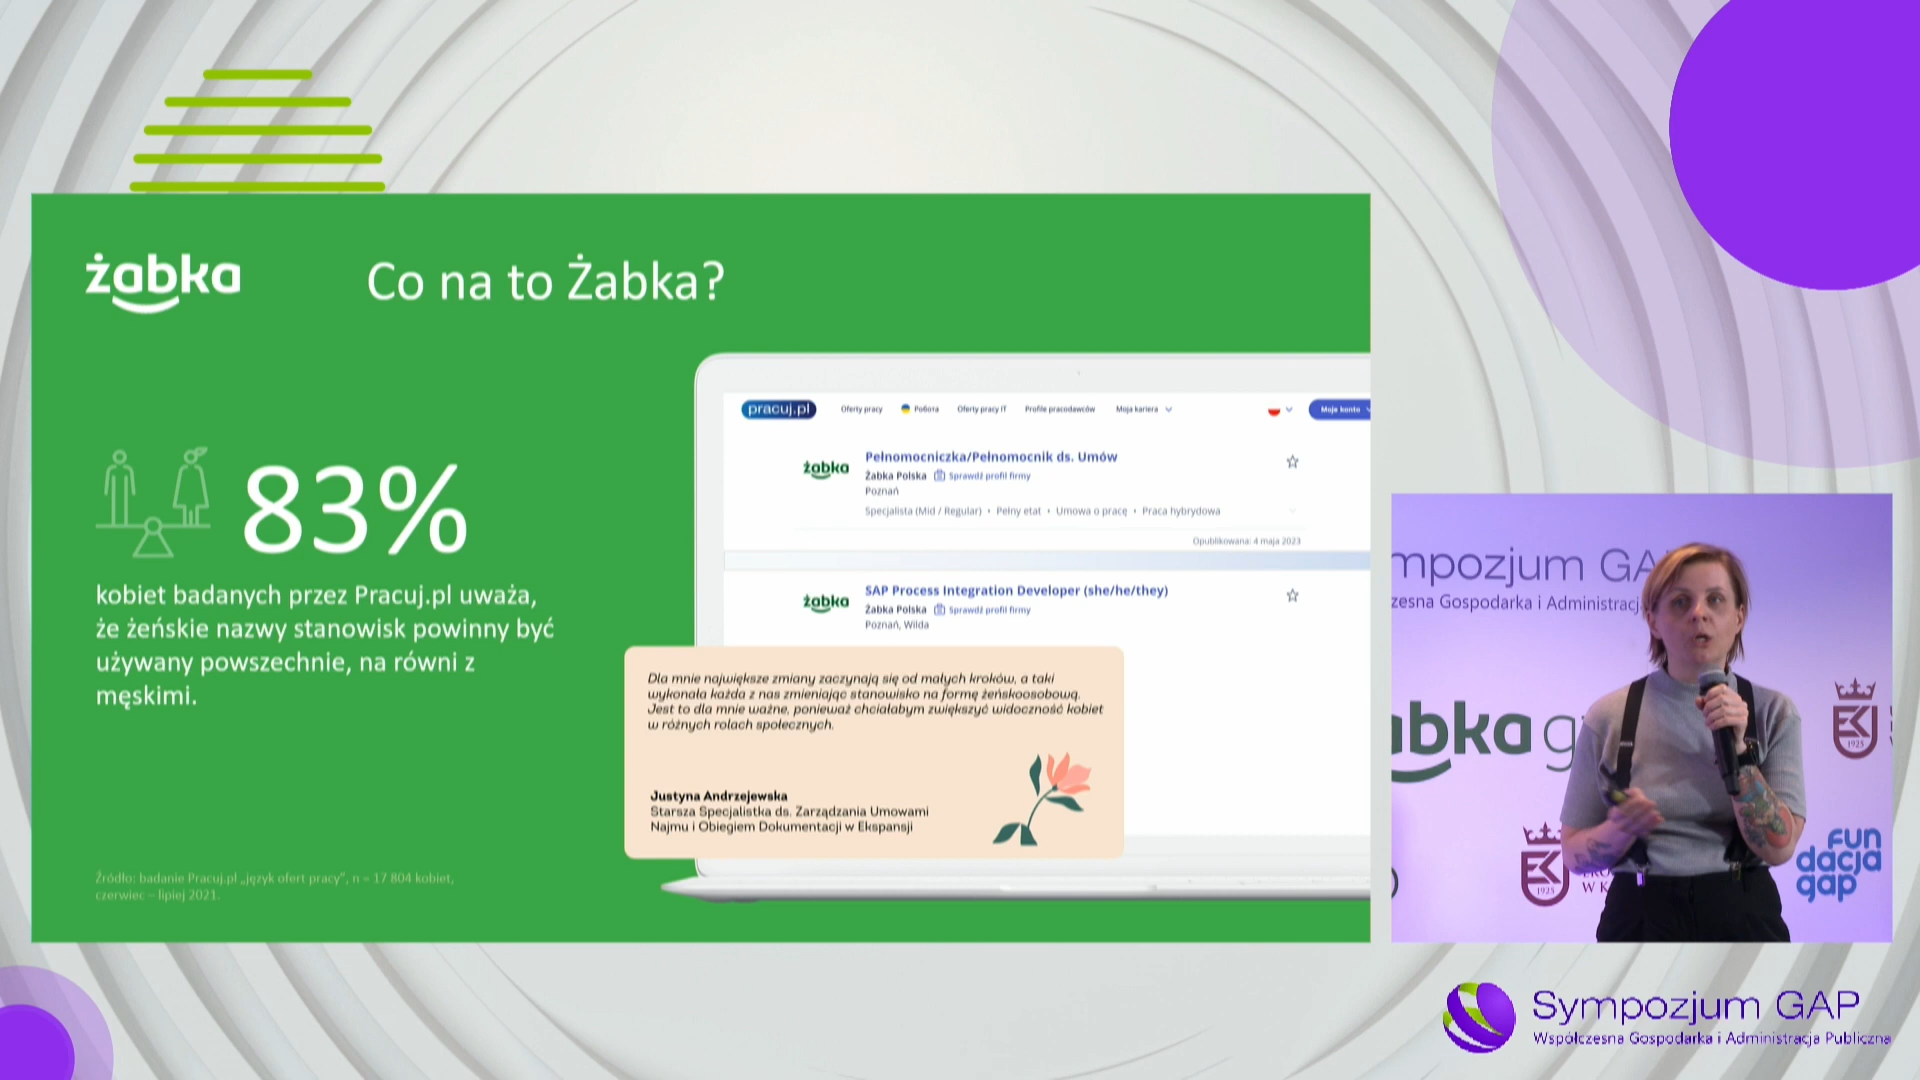 żabka
Co na to Żabka?
83%
kobiet badanych przez Pracuj.pl uważa,
że żeńskie nazwy stanowisk powinny być
używany powszechnie, na równi z
męskimi.
Źródło: badanie Pracuj.pl „język ofert pracy”, n = 17 804 kobiet,
czerwiec – lipiej 2021.
pracuj.pl
Oferty pracy
Робота
Oferty pracy IT
Profile pracodawców
Moja kariera
Moje konto
żabka
Pełnomocniczka/Pełnomocnik ds. Umów
Żabka Polska Sprawdź profil firmy
Poznań
Specjalista (Mid / Regular) • Pełny etat • Umowa o pracę • Praca hybrydowa
Opublikowana: 4 maja 2023
żabka
SAP Process Integration Developer (she/he/they)
Żabka Polska Sprawdź profil firmy
Poznań, Wilda
Dla mnie największe zmiany zaczynają się od małych kroków, a taki
wykonała każda z nas zmieniając stanowisko na formę żeńskoosobową.
Jest to dla mnie ważne, ponieważ chciałabym zwiększyć widoczność kobiet
w różnych rolach społecznych.
Justyna Andrzejewska
Starsza Specjalistka ds. Zarządzania Umowami
Najmu i Obiegiem Dokumentacji w Ekspansji
mpozjum GA
zesna Gospodarka i Administracj
abka g
EK
1925
EK
1925
fun
dacja
gap
Sympozjum GAP
Współczesna Gospodarka i Administracja Publiczna